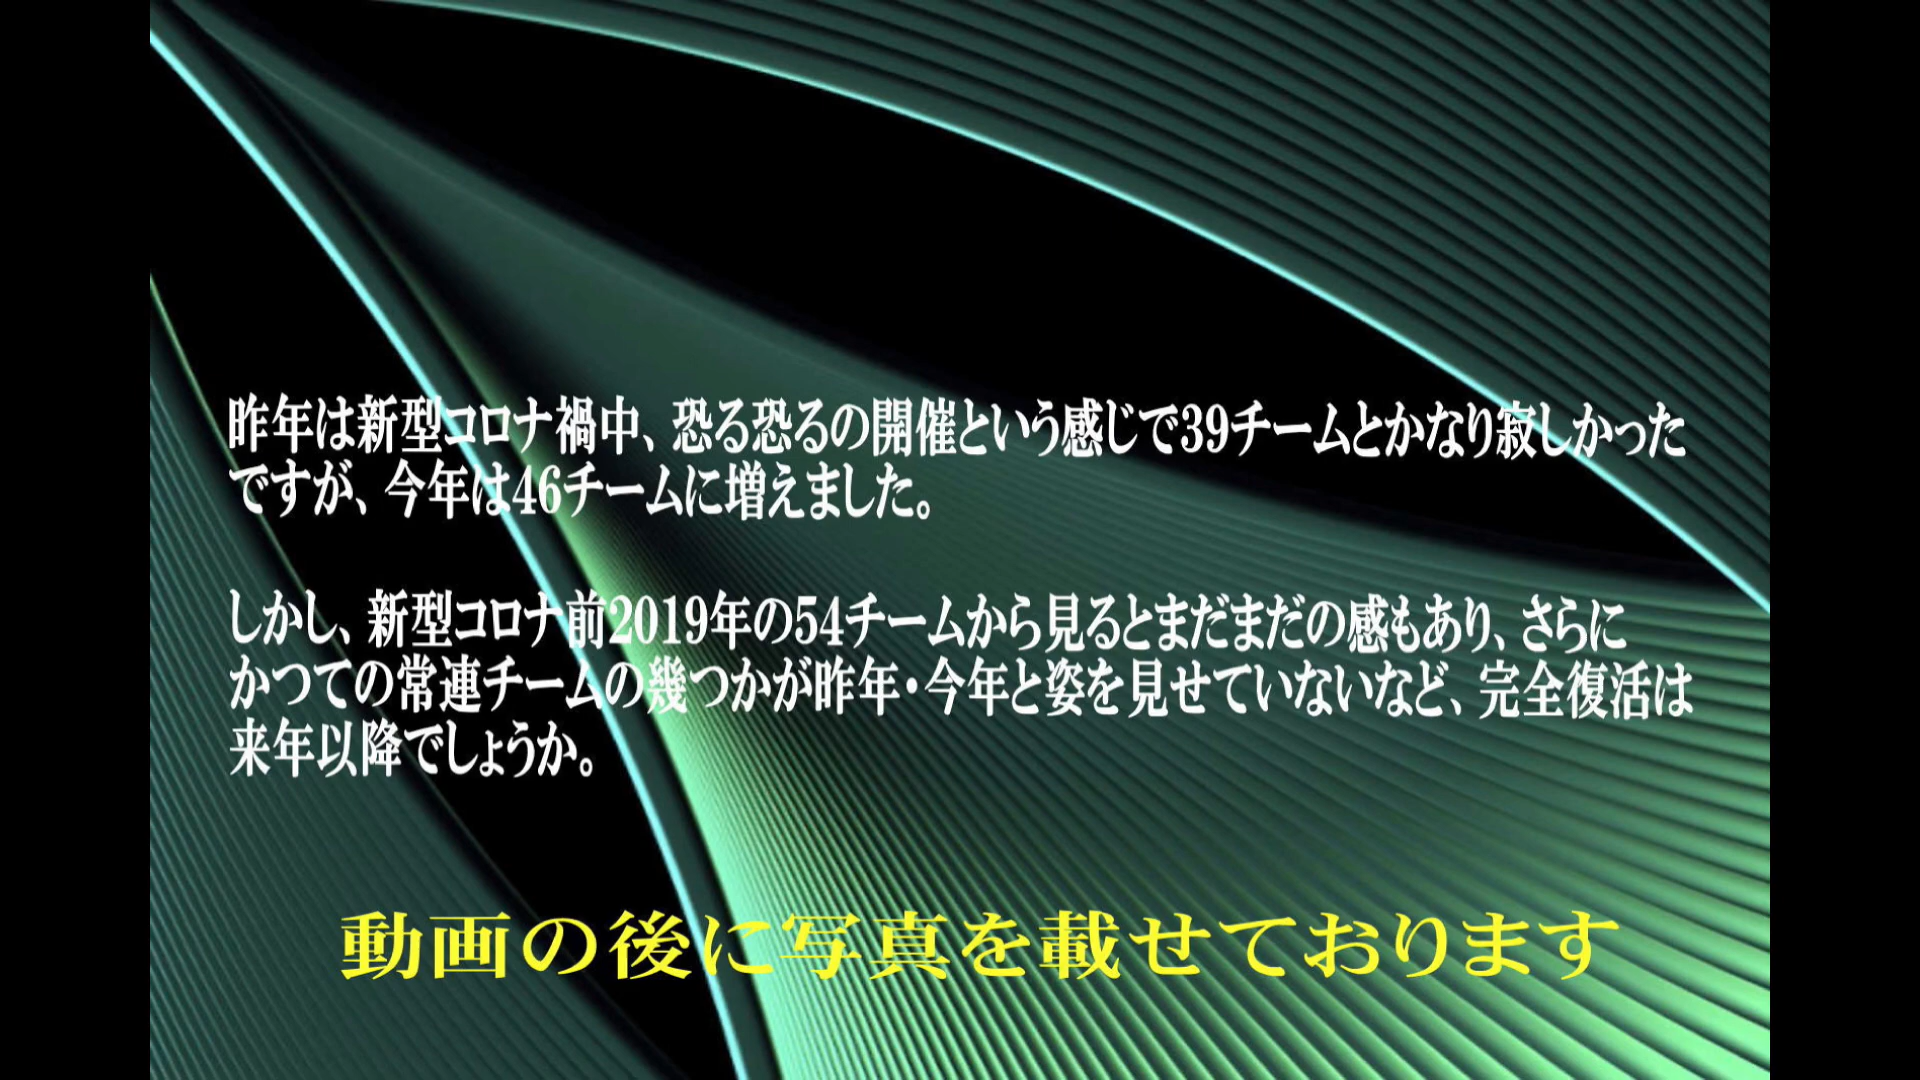 昨年は新型コロナ禍中、恐る恐るの開催という感じで39チームとかなり寂しかった
ですが、今年は46チームに増えました。
しかし、新型コロナ前2019年の54チームから見るとまだまだの感もあり、さらに
かつての常連チームの幾つかが昨年・今年と姿を見せていないなど、完全復活は
来年以降でしょうか。
動画の後に写真を載せております